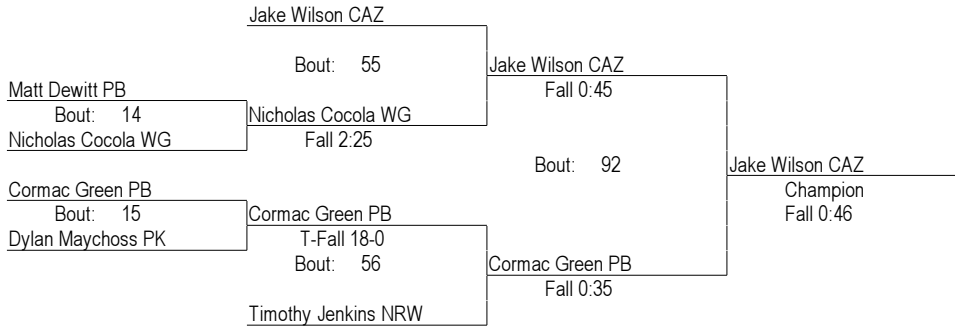 Jake Wilson CAZ
Bout: 55
Jake Wilson CAZ
Matt Dewitt PB
Fall 0:45
Bout: 14
Nicholas Cocola WG
Nicholas Cocola WG
Fall 2:25
Bout: 92
Jake Wilson CAZ
Cormac Green PB
Champion
Bout: 15
Cormac Green PB
Fall 0:46
Dylan Maychoss PK
T-Fall 18-0
Bout: 56
Cormac Green PB
Fall 0:35
Timothy Jenkins NRW